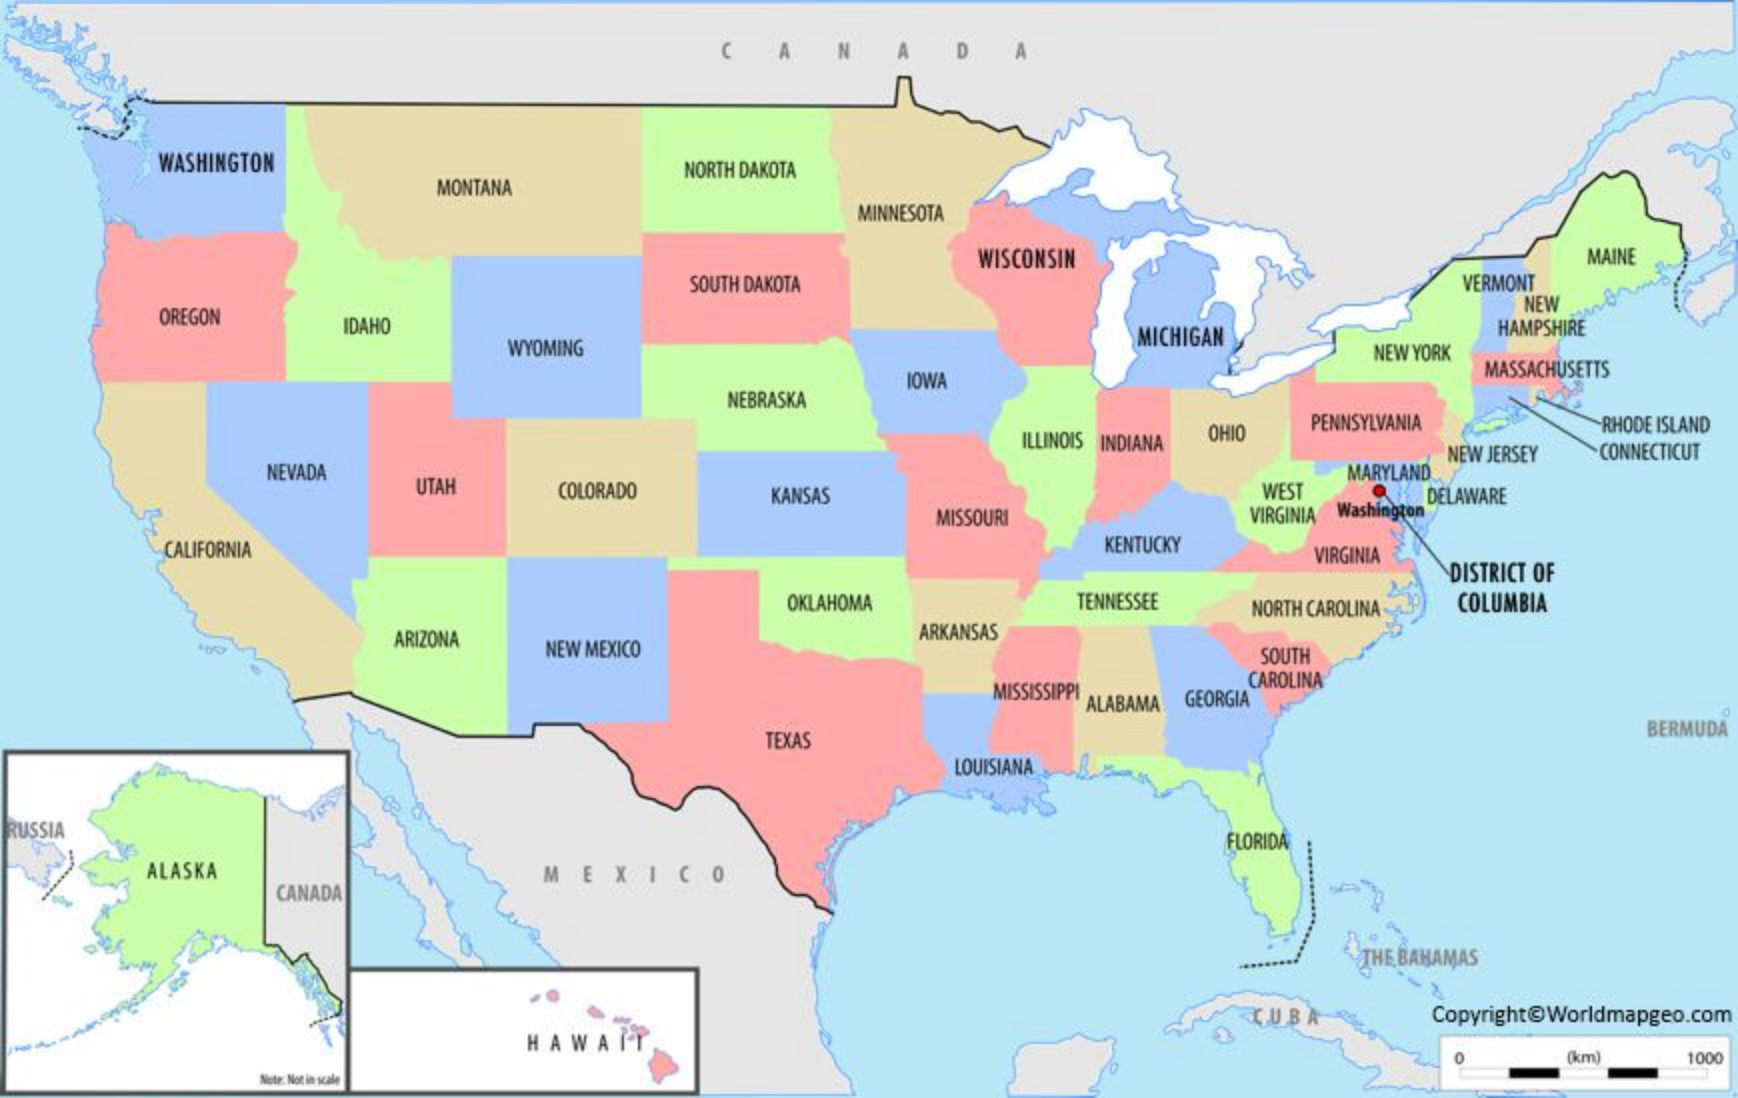 C A N A D A
WASHINGTON
MONTANA
NORTH DAKOTA
MINNESOTA
WISCONSIN
MICHIGAN
MAINE
VERMONT
NEW
HAMPSHIRE
NEW YORK
MASSACHUSETTS
RHODE ISLAND
CONNECTICUT
OREGON
IDAHO
WYOMING
SOUTH DAKOTA
NEBRASKA
IOWA
ILLINOIS
INDIANA
OHIO
PENNSYLVANIA
NEW JERSEY
MARYLAND
DELAWARE
Washington
DISTRICT OF
COLUMBIA
WEST
VIRGINIA
VIRGINIA
NEVADA
UTAH
COLORADO
KANSAS
MISSOURI
KENTUCKY
CALIFORNIA
ARIZONA
NEW MEXICO
OKLAHOMA
ARKANSAS
TENNESSEE
NORTH CAROLINA
SOUTH
CAROLINA
TEXAS
LOUISIANA
MISSISSIPPI
ALABAMA
GEORGIA
FLORIDA
BERMUDA
M E X I C O
THE BAHAMAS
CUBA
RUSSIA
ALASKA
CANADA
Note: Not in scale
H A W A I I
Copyright©Worldmapgeo.com
0 (km) 1000